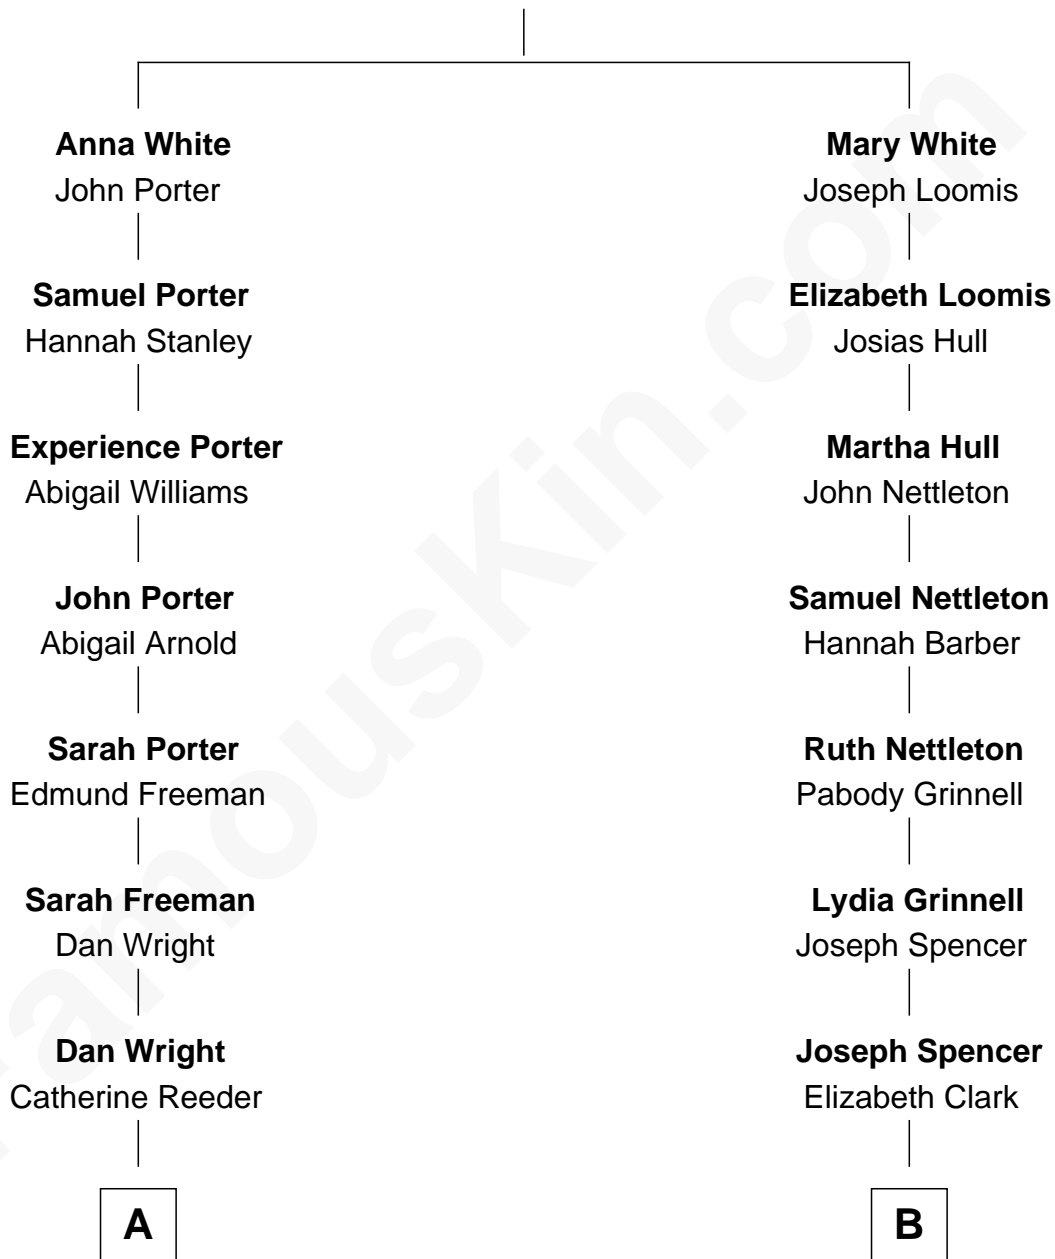 Anna White
John Porter
Mary White
Joseph Loomis
Samuel Porter
Hannah Stanley
Elizabeth Loomis
Josias Hull
Experience Porter
Abigail Williams
Martha Hull
John Nettleton
John Porter
Abigail Arnold
Samuel Nettleton
Hannah Barber
Sarah Porter
Edmund Freeman
Ruth Nettleton
Pabody Grinnell
Sarah Freeman
Dan Wright
Lydia Grinnell
Joseph Spencer
Dan Wright
Catherine Reeder
Joseph Spencer
Elizabeth Clark
A
B
FamousKin.com